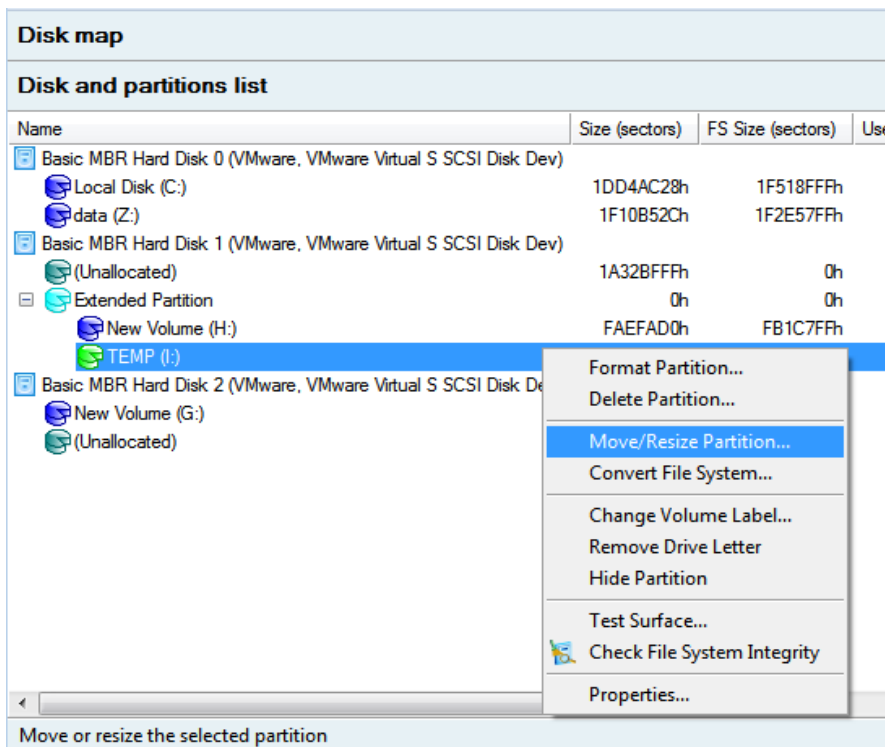 Disk map
Disk and partitions list
Name Size (sectors) FS Size (sectors)
Basic MBR Hard Disk 0 (VMware, VMware Virtual S SCSI Disk Dev)
Local Disk (C:) 1DD4AC28h 1F518FFFh
data (Z:) 1F10B52Ch 1F2E57FFh
Basic MBR Hard Disk 1 (VMware, VMware Virtual S SCSI Disk Dev)
(Unallocated) 1A32BFFFh 0h
Extended Partition 0h 0h
New Volume (H:) FAEFAD0h FB1C7FFh
TEMP (I:)
Basic MBR Hard Disk 2 (VMware, VMware Virtual S SCSI Disk
New Volume (G:)
(Unallocated)
Format Partition...
Delete Partition...
Move/Resize Partition...
Convert File System...
Change Volume Label...
Remove Drive Letter
Hide Partition
Test Surface...
Check File System Integrity
Properties...
Move or resize the selected partition